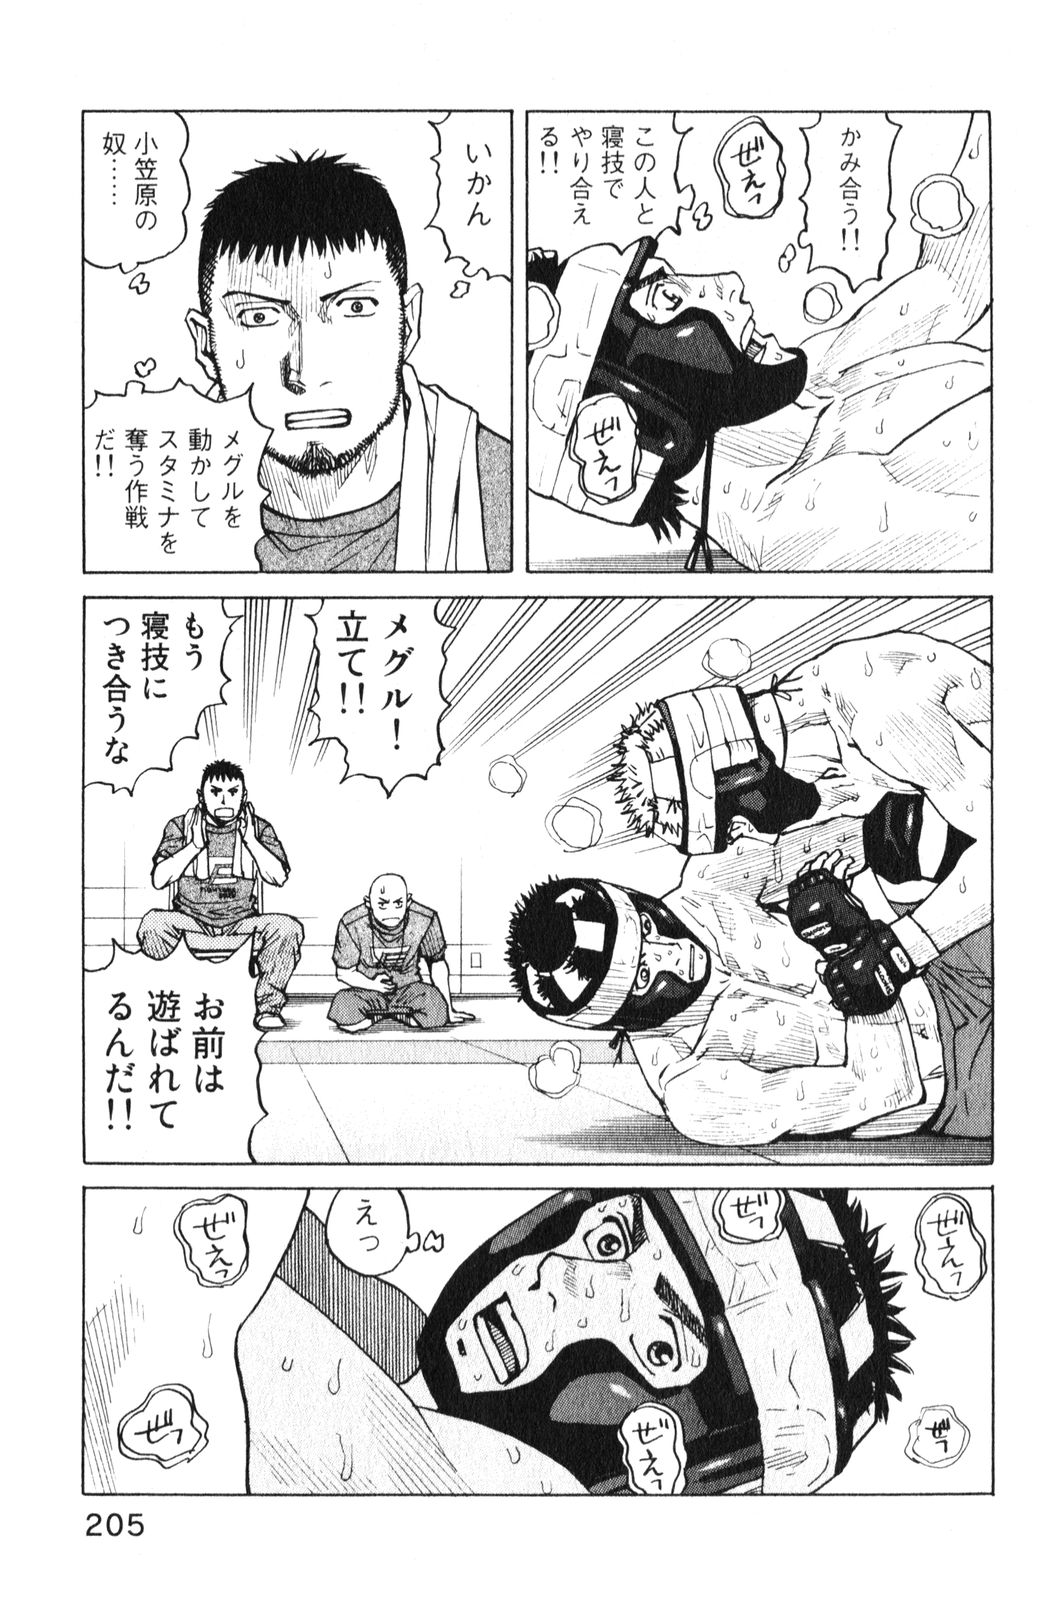 かみ合う!!
ぜえっ
この人と
寝技で
やり合え
る!!
ぜえっ
いかん
小笠原の
奴……
メグルを
動かして
スタミナを
奪う作戦
だ!!
メグル!
立て!!
もう
寝技に
つき合うな
お前は
遊ばれて
るんだ!!
ぜーえっ
ぜっ
えっ
ぜえっ
ぜっ
ぜえっ
ぜっ
205